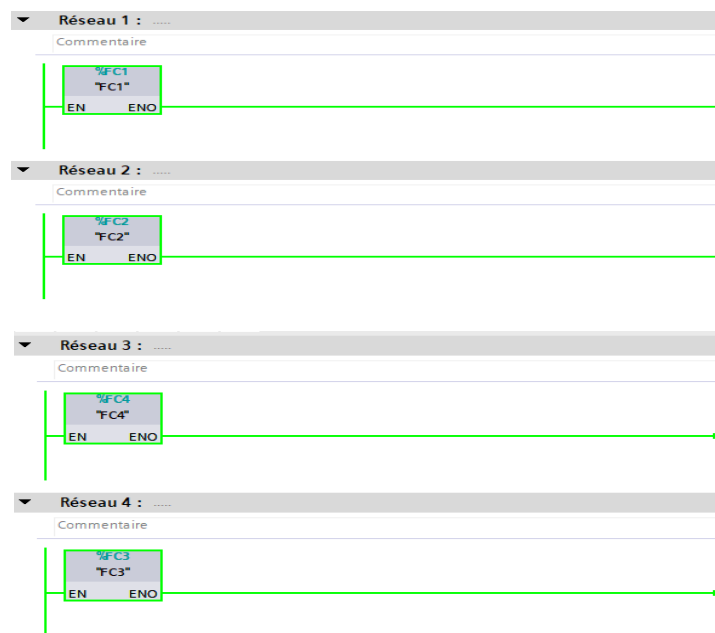 Réseau 1 : .....
Commentaire
%FC1
"FC1"
EN ENO
Réseau 2 : .....
Commentaire
%FC2
"FC2"
EN ENO
Réseau 3 : .....
Commentaire
%FC4
"FC4"
EN ENO
Réseau 4 : .....
Commentaire
%FC3
"FC3"
EN ENO